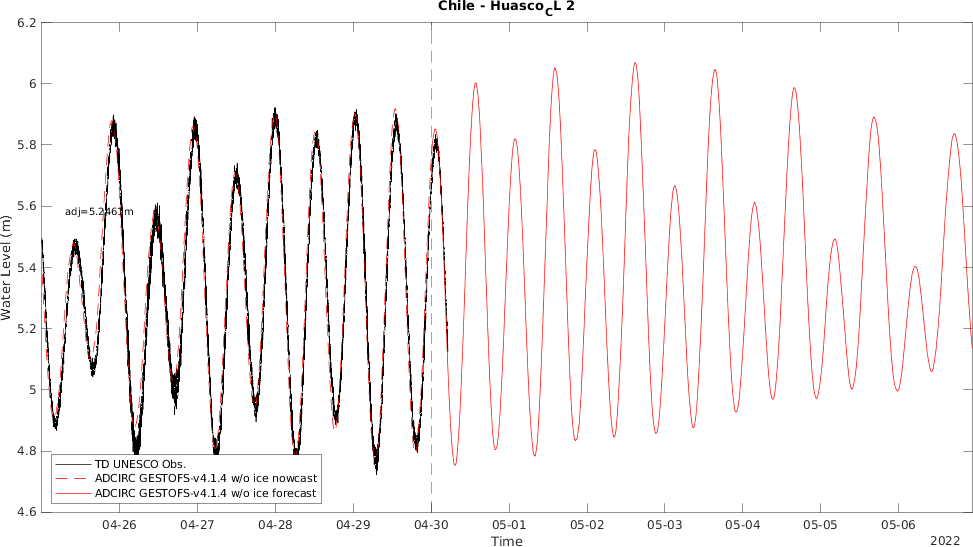 Chile - Huasco_CL 2
6.2
6
5.8
5.6
5.4
5.2
5
4.8
4.6
Water Level (m)
adj=5.2463m
TD UNESCO Obs.
ADCIRC GESTOFS-v4.1.4 w/o ice nowcast
ADCIRC GESTOFS-v4.1.4 w/o ice forecast
04-26 04-27 04-28 04-29 04-30 05-01 05-02 05-03 05-04 05-05 05-06
Time
2022